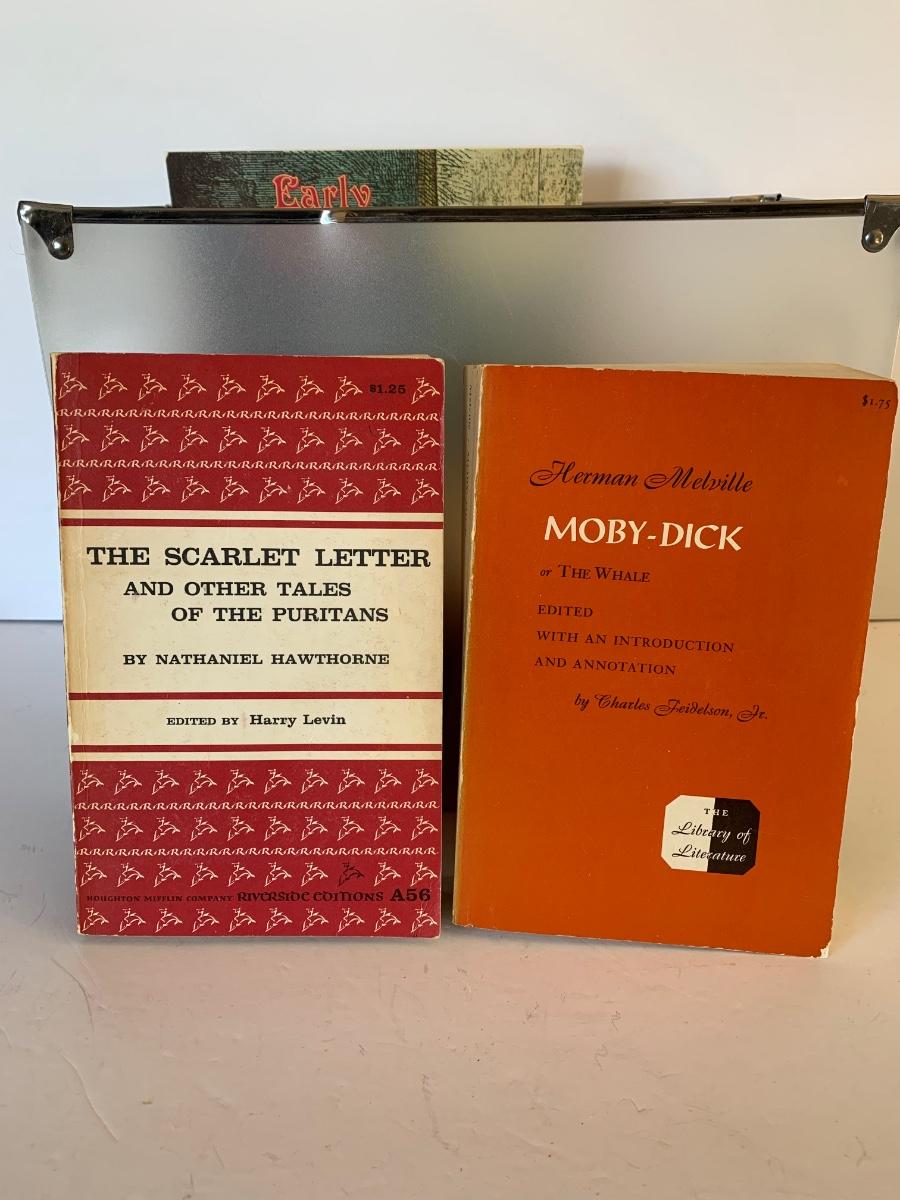 Early
$1.25
THE SCARLET LETTER
AND OTHER TALES
OF THE PURITANS
BY NATHANIEL HAWTHORNE
EDITED BY Harry Levin
HOUGHTON MIFFLIN COMPANY RIVERSIDE EDITIONS A56
$1.75
Herman Melville
MOBY-DICK
or THE WHALE
EDITED
WITH AN INTRODUCTION
AND ANNOTATION
by Charles Feidelson, Jr.
THE
Library of
Literature